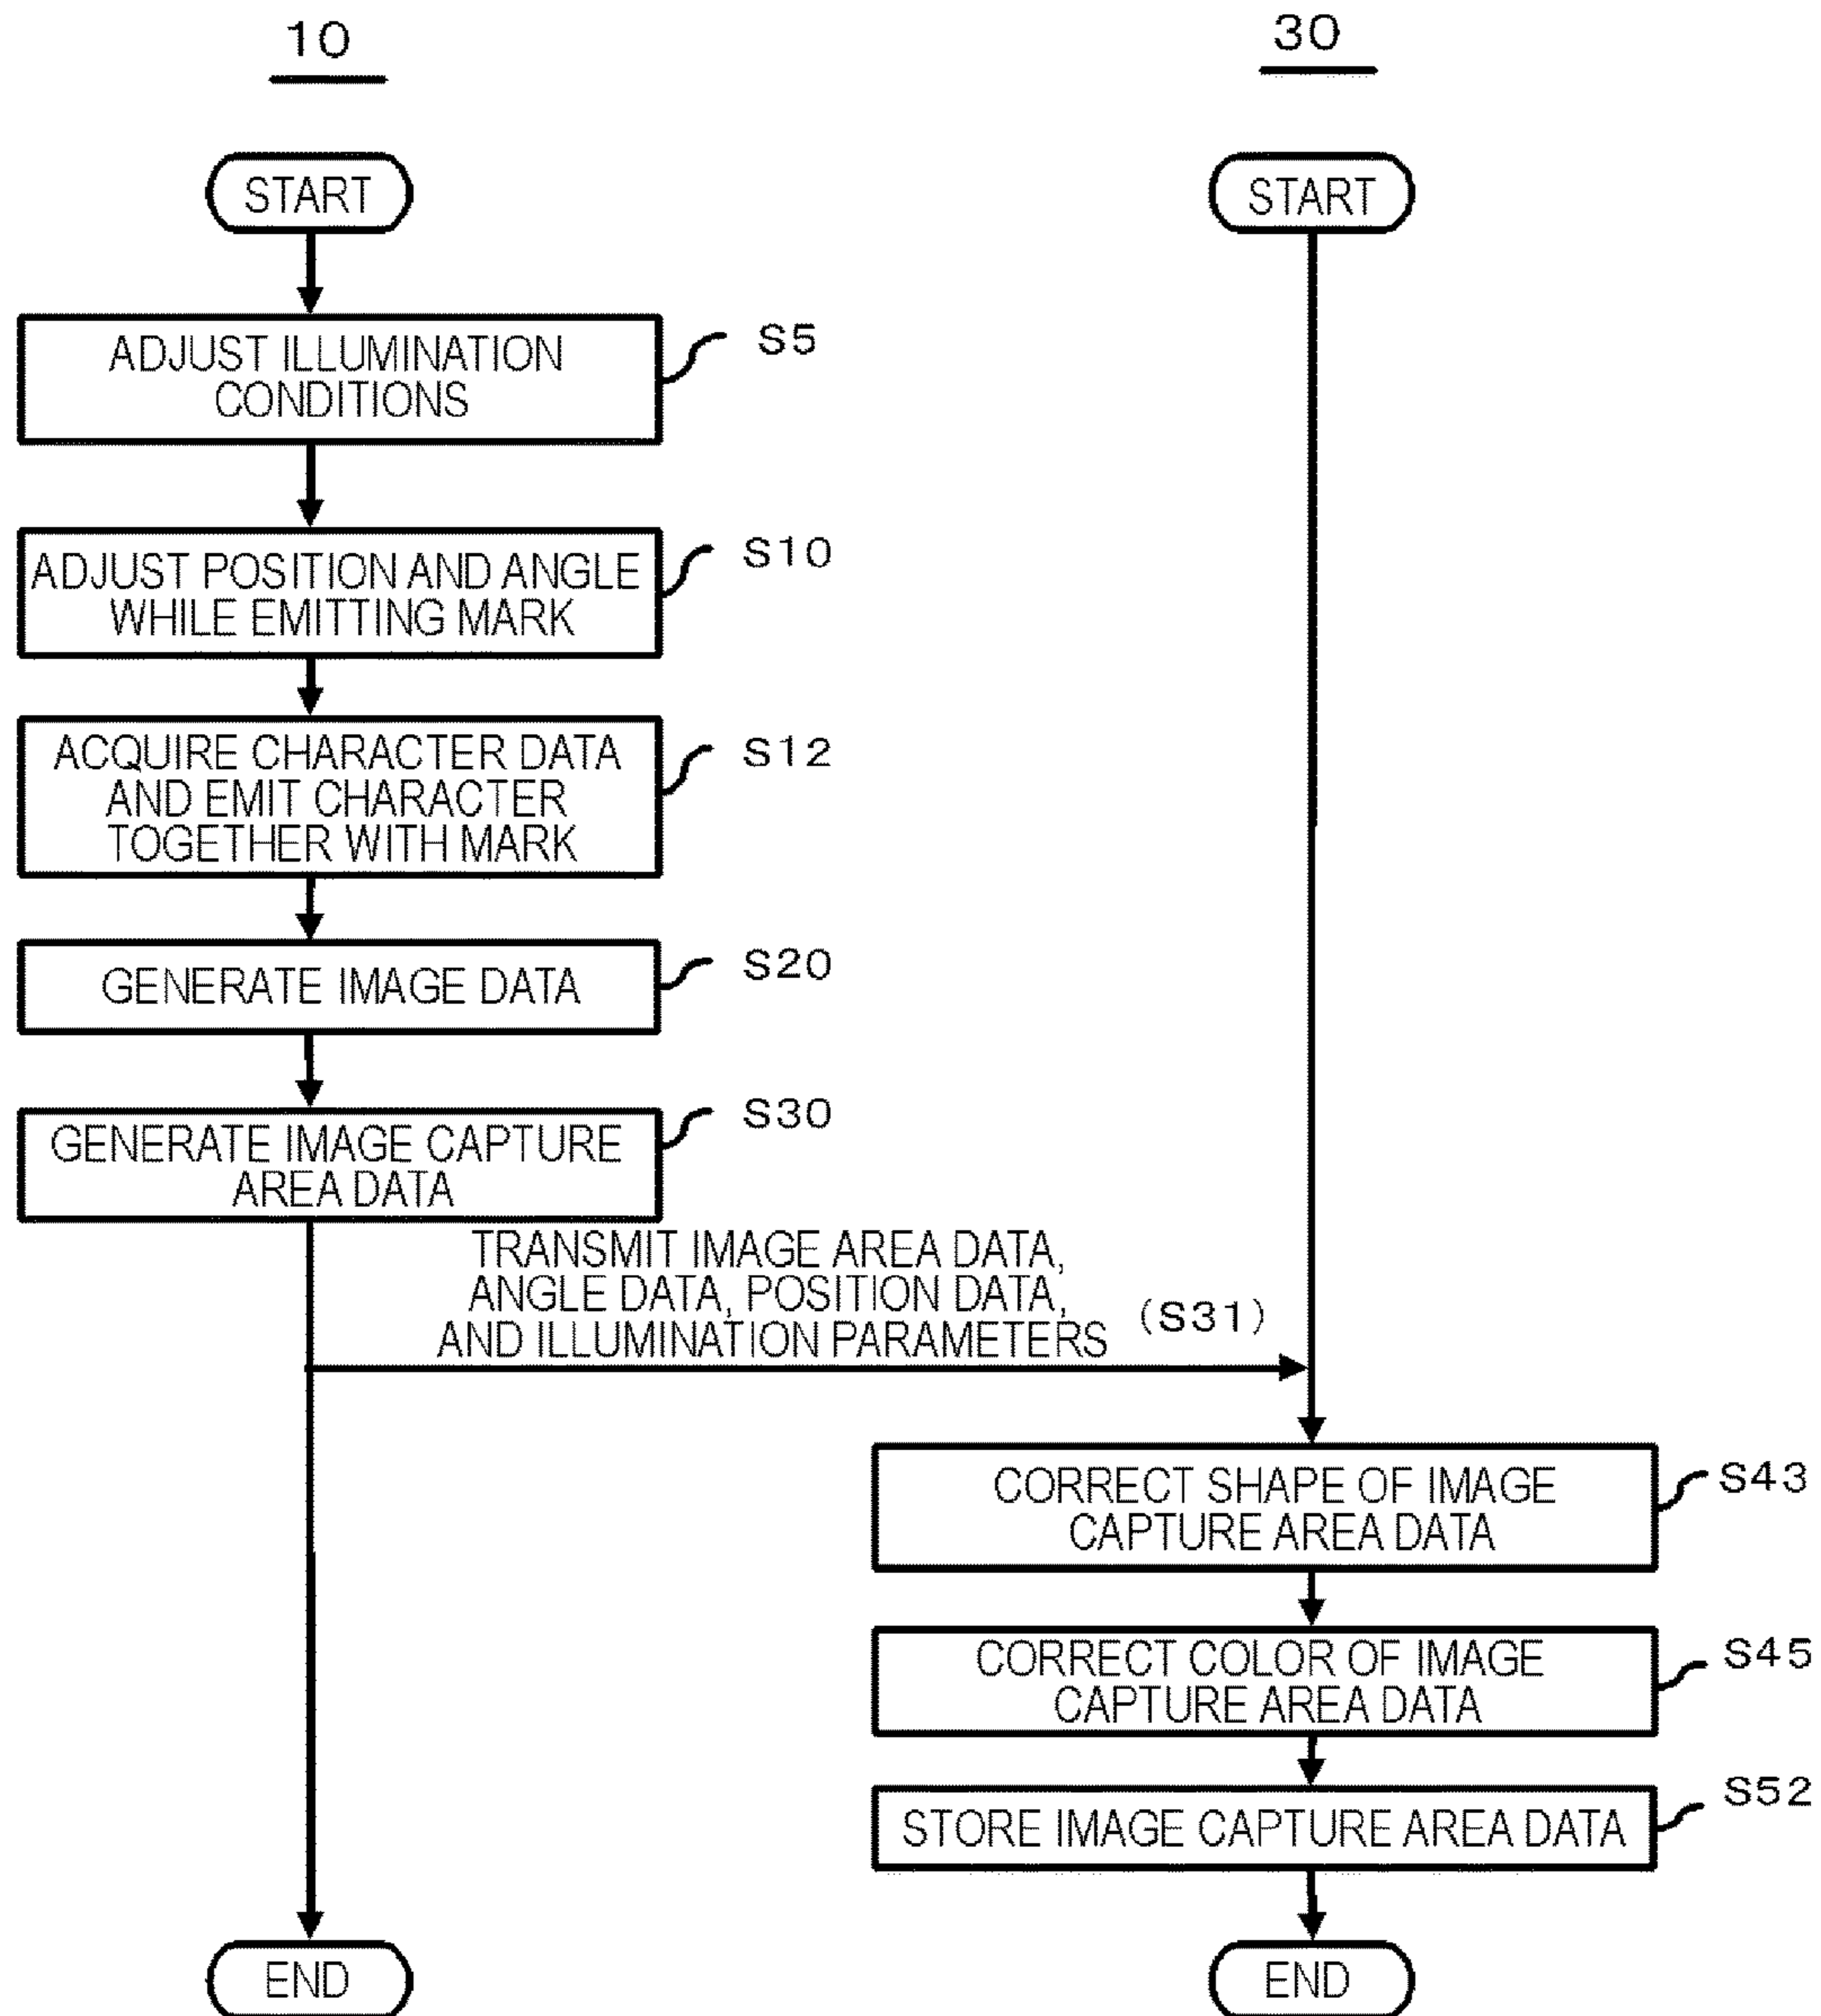 10
30
START
START
ADJUST ILLUMINATION
CONDITIONS
S5
ADJUST POSITION AND ANGLE
WHILE EMITTING MARK
S10
ACQUIRE CHARACTER DATA
AND EMIT CHARACTER
TOGETHER WITH MARK
S12
GENERATE IMAGE DATA
S20
GENERATE IMAGE CAPTURE
AREA DATA
S30
TRANSMIT IMAGE AREA DATA,
ANGLE DATA, POSITION DATA,
AND ILLUMINATION PARAMETERS
(S31)
CORRECT SHAPE OF IMAGE
CAPTURE AREA DATA
S43
CORRECT COLOR OF IMAGE
CAPTURE AREA DATA
S45
STORE IMAGE CAPTURE AREA DATA
S52
END
END